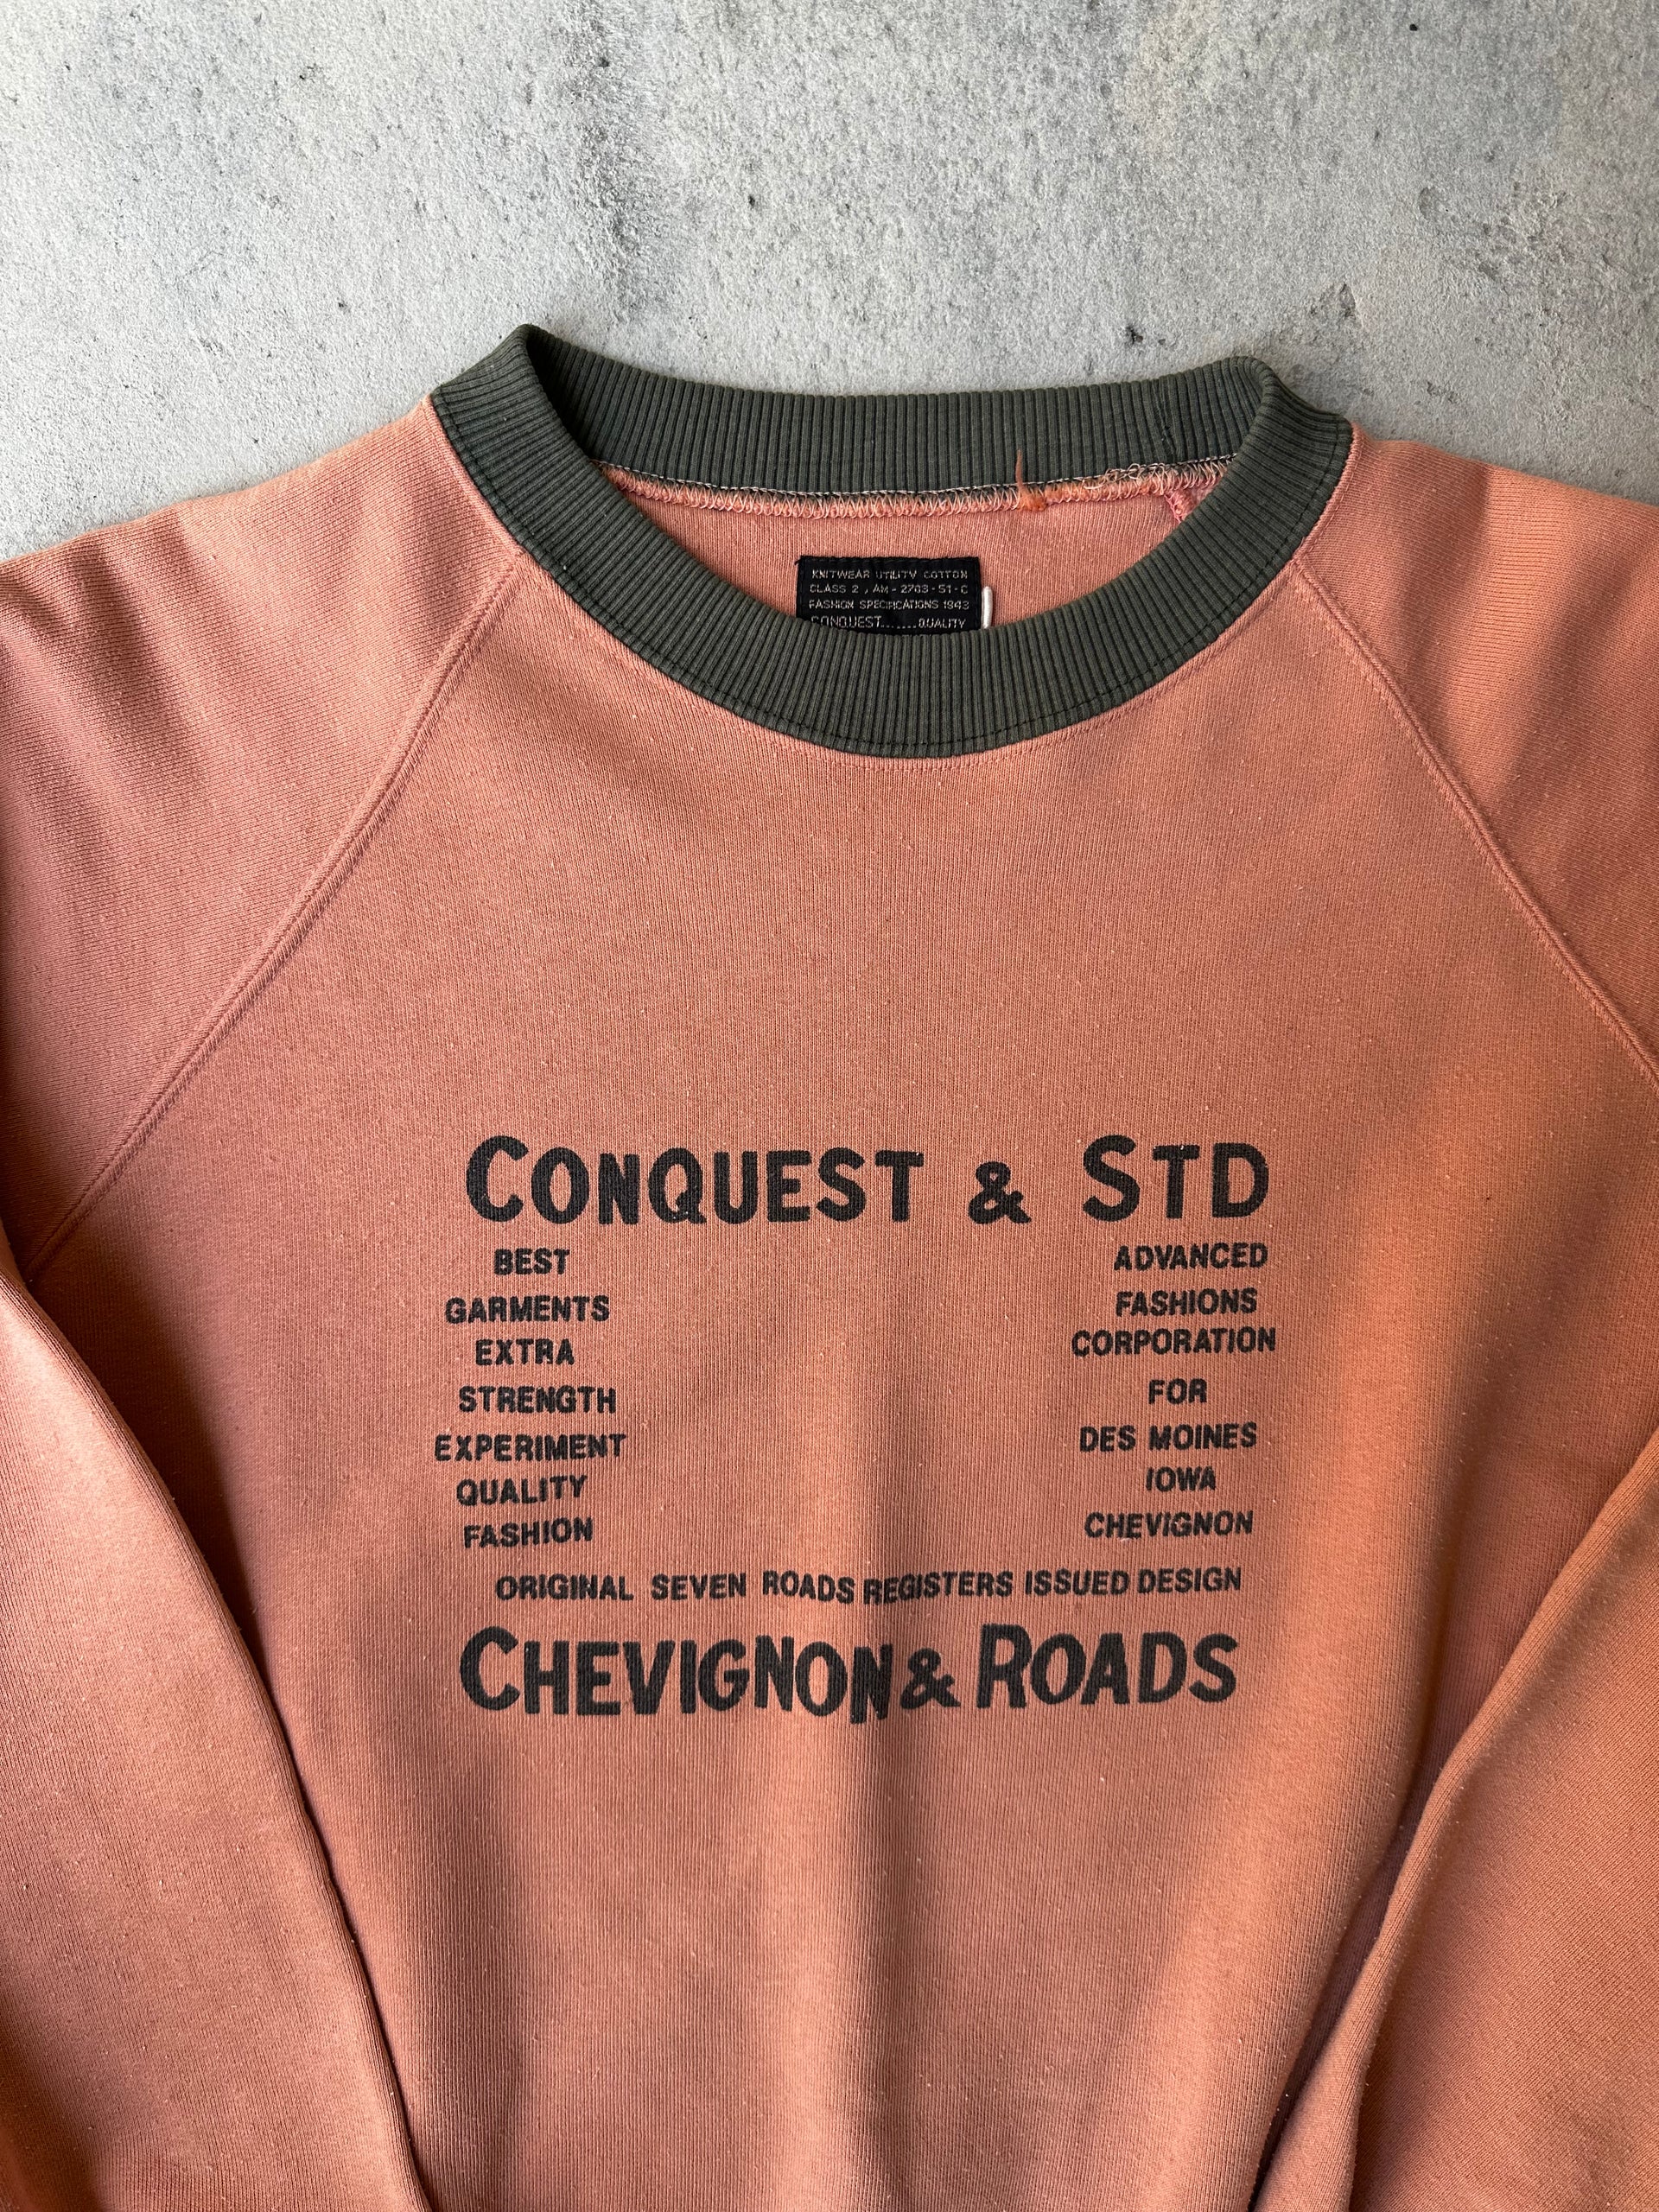 KNITWEAR UTILITY COTTON
CLASS 2 , AM - 2703 - 51 - C
FASHION SPECIFICATIONS 1943
CONQUEST......QUALITY
CONQUEST & STD
BEST
GARMENTS
EXTRA
STRENGTH
EXPERIMENT
QUALITY
FASHION
ADVANCED
FASHIONS
CORPORATION
FOR
DES MOINES
IOWA
CHEVIGNON
ORIGINAL SEVEN ROADS REGISTERS ISSUED DESIGN
CHEVIGNON & ROADS